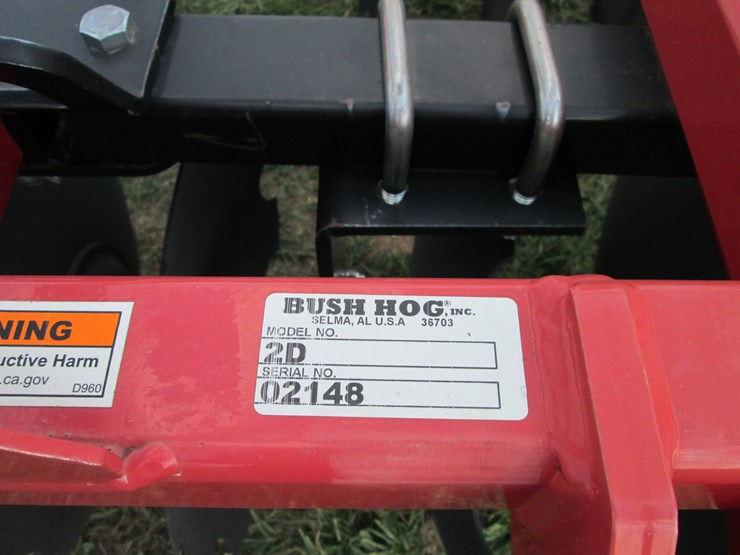 NING
uctive Harm
.ca.gov
D960
BUSH HOG®, INC.
SELMA, AL U.S.A 36703
MODEL NO.
2D
SERIAL NO.
02148